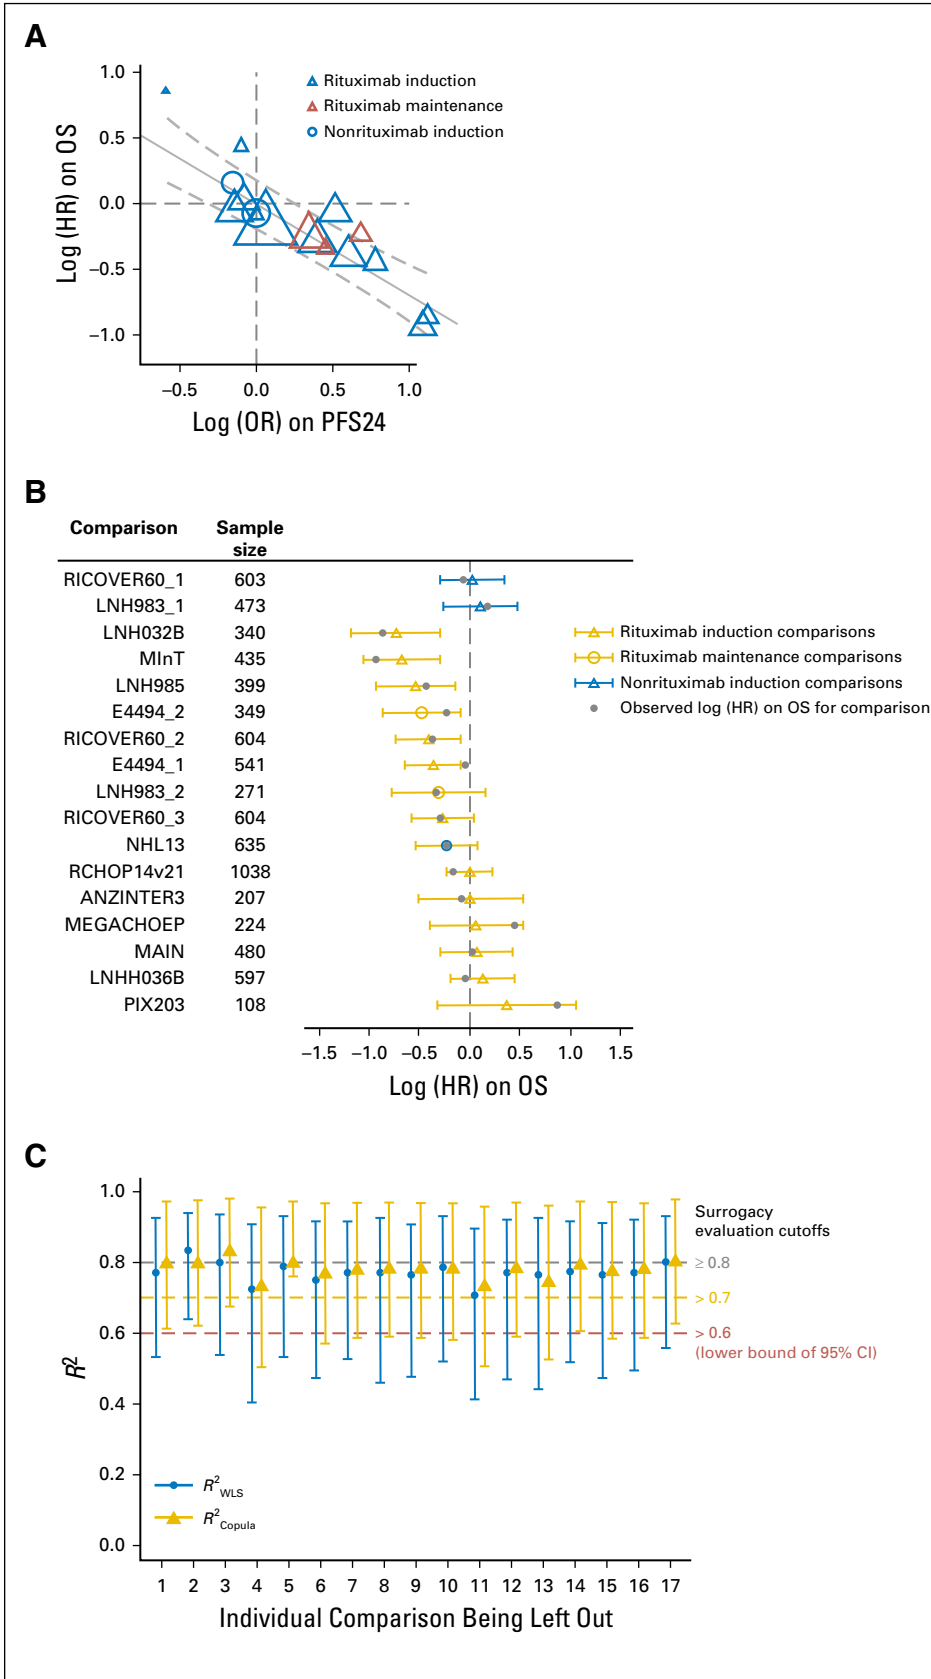 A
1.0
0.5
0.0
−0.5
−1.0
Log (HR) on OS
Rituximab induction
Rituximab maintenance
Nonrituximab induction
−0.5 0.0 0.5 1.0
Log (OR) on PFS24
B
Comparison Sample size
RICOVER60_1 603
LNH983_1 473
LNH032B 340
MInT 435
LNH985 399
E4494_2 349
RICOVER60_2 604
E4494_1 541
LNH983_2 271
RICOVER60_3 604
NHL13 635
RCHOP14v21 1038
ANZINTER3 207
MEGACHOEP 224
MAIN 480
LNHH036B 597
PIX203 108
Rituximab induction comparisons
Rituximab maintenance comparisons
Nonrituximab induction comparisons
Observed log (HR) on OS for comparison
−1.5 −1.0 −0.5 0.0 0.5 1.0 1.5
Log (HR) on OS
C
1.0
0.8
0.6
0.4
0.2
0.0
R2
Surrogacy
evaluation cutoffs
≥ 0.8
> 0.7
> 0.6
(lower bound of 95% CI)
R2WLS
R2Copula
1 2 3 4 5 6 7 8 9 10 11 12 13 14 15 16 17
Individual Comparison Being Left Out